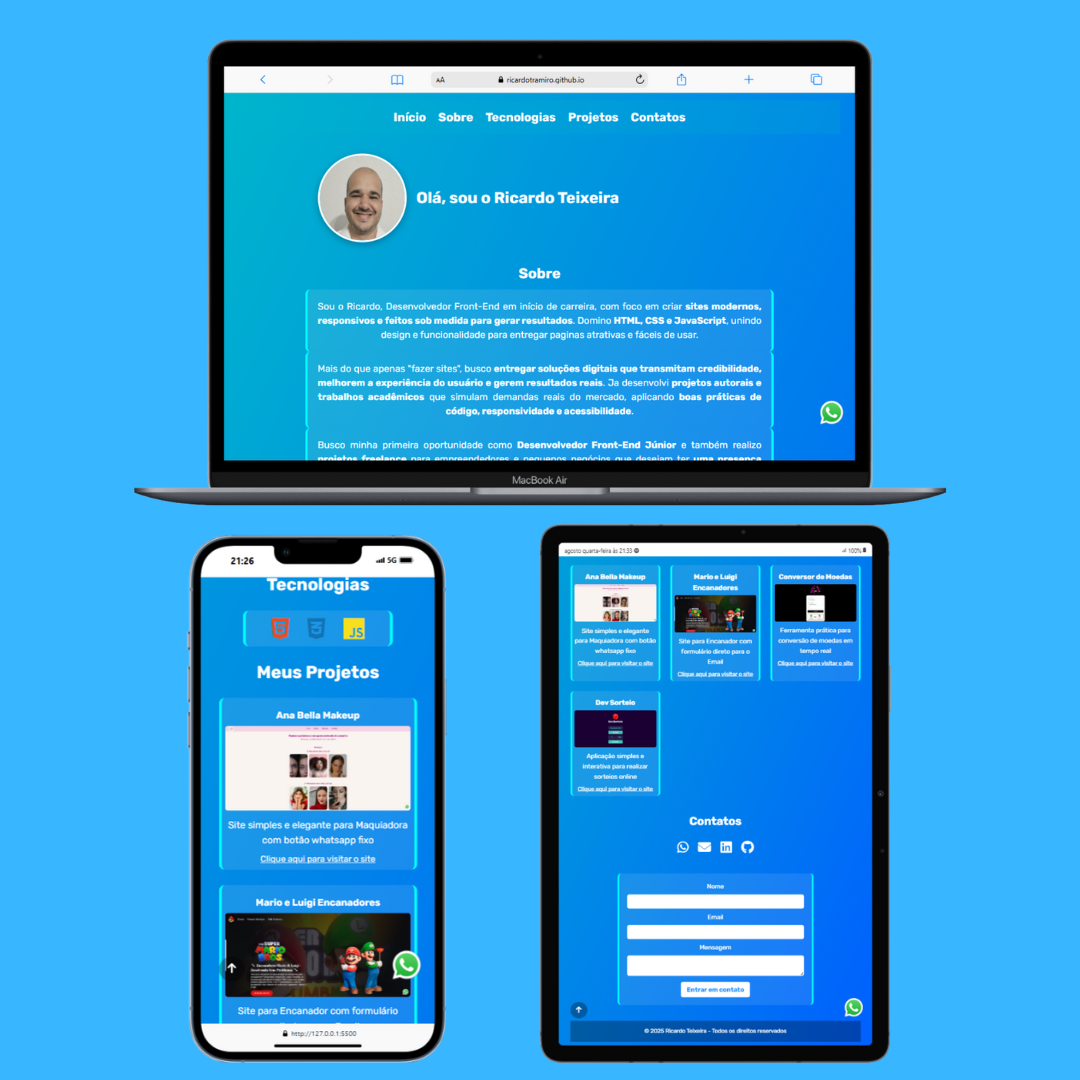 AA ricardotramiro.github.io
Início Sobre Tecnologias Projetos Contatos
Olá, sou o Ricardo Teixeira
Sobre
Sou o Ricardo, Desenvolvedor Front-End em início de carreira, com foco em criar sites modernos,
responsivos e feitos sob medida para gerar resultados. Domino HTML, CSS e JavaScript, unindo
design e funcionalidade para entregar paginas atrativas e fáceis de usar.
Mais do que apenas "fazer sites", busco entregar soluções digitais que transmitam credibilidade,
melhorem a experiência do usuário e gerem resultados reais. Ja desenvolvi projetos autorais e
trabalhos acadêmicos que simulam demandas reais do mercado, aplicando boas práticas de
código, responsividade e acessibilidade.
Busco minha primeira oportunidade como Desenvolvedor Front-End Júnior e também realizo
projetos freelance para empreendedores e pequenos negócios que desejam ter uma presença
MacBook Air
21:26 5G
Tecnologias
JS
Meus Projetos
Ana Bella Makeup
Site simples e elegante para Maquiadora
com botão whatsapp fixo
Clique aqui para visitar o site
Mario e Luigi Encanadores
SUPER
MARIO
BROS.
Site para Encanador com formulário
http://127.0.0.1:5500
agosto quarta-feira às 21:33 100%
Ana Bella Makeup
Site simples e elegante
para Maquiadora com botão
whatsapp fixo
Clique aqui para visitar o site
Mario e Luigi
Encanadores
Site para Encanador com
formulário direto para o
Email
Clique aqui para visitar o site
Conversor de Moedas
Ferramenta prática para
conversão de moedas em
tempo real
Clique aqui para visitar o site
Dev Sorteio
Aplicação simples e
interativa para realizar
sorteios online
Clique aqui para visitar o site
Contatos
Nome
Email
Mensagem
Entrar em contato
© 2025 Ricardo Teixeira - Todos os direitos reservados